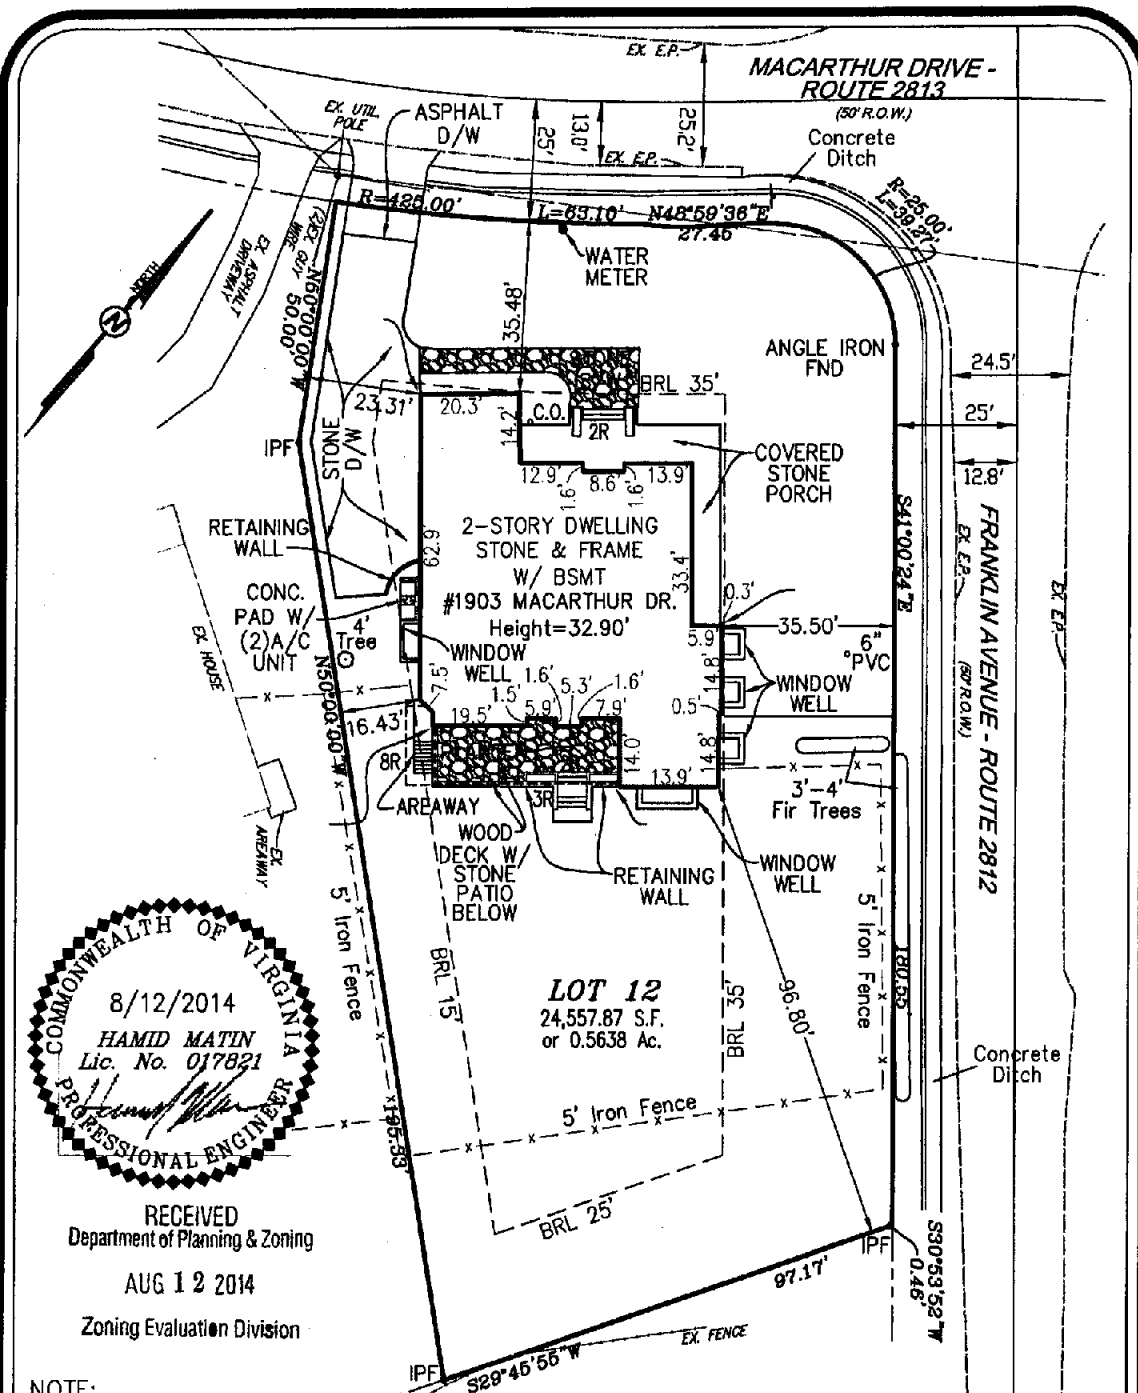 EX. E.P.
MACARTHUR DRIVE -
ROUTE 2813
(50' R.O.W.)
EX. UTIL.
POLE
ASPHALT
D/W
25'
13.0'
25.2'
EX. E.P.
Concrete
Ditch
R=425.00'
L=63.10'
N48°59'36"E
27.45
R=25.00'
L=39.27'
WATER
METER
(2)EX. GUY
WIRE
EX. ASPHALT
DRIVEWAY
N60°00'00"W
50.00'
NORTH
N
35.48'
ANGLE IRON
FND
BRL 35'
24.5'
25'
12.8'
23.31'
20.3'
C.O.
2R
14.2'
IPF
STONE
D/W
COVERED
STONE
PORCH
12.9'
1.6'
8.6'
1.6'
13.9'
RETAINING
WALL
62.9'
2-STORY DWELLING
STONE & FRAME
W/ BSMT
#1903 MACARTHUR DR.
Height=32.90'
33.4'
S41°00'24"E
FRANKLIN AVENUE - ROUTE 2812
(50' R.O.W.)
EX. E.P.
EX. E.P.
CONC.
PAD W/
(2)A/C
UNIT
4'
Tree
EX. HOUSE
0.3'
35.50'
5.9'
6"
PVC
WINDOW
WELL
N50°00'00"W
7.5'
14.8'
WINDOW
WELL
1.5'
1.6'
5.3'
1.6'
0.5'
16.43'
19.5'
5.9'
7.9'
8R
14.0'
14.8'
13.9'
AREAWAY
3R
3'-4'
Fir Trees
WOOD
DECK W
STONE
PATIO
BELOW
RETAINING
WALL
WINDOW
WELL
EX.
AREAWAY
5' Iron Fence
BRL 15'
LOT 12
24,557.87 S.F.
or 0.5638 Ac.
BRL 35'
96.80'
5' Iron Fence
180.55
Concrete
Ditch
COMMONWEALTH OF VIRGINIA
8/12/2014
HAMID MATIN
Lic. No. 017821
PROFESSIONAL ENGINEER
195.33'
5' Iron Fence
BRL 25'
RECEIVED
Department of Planning & Zoning
AUG 12 2014
Zoning Evaluation Division
IPF
S30°53'52"W
0.46'
97.17'
EX. FENCE
IPF
S29°45'55"W
NOTE: